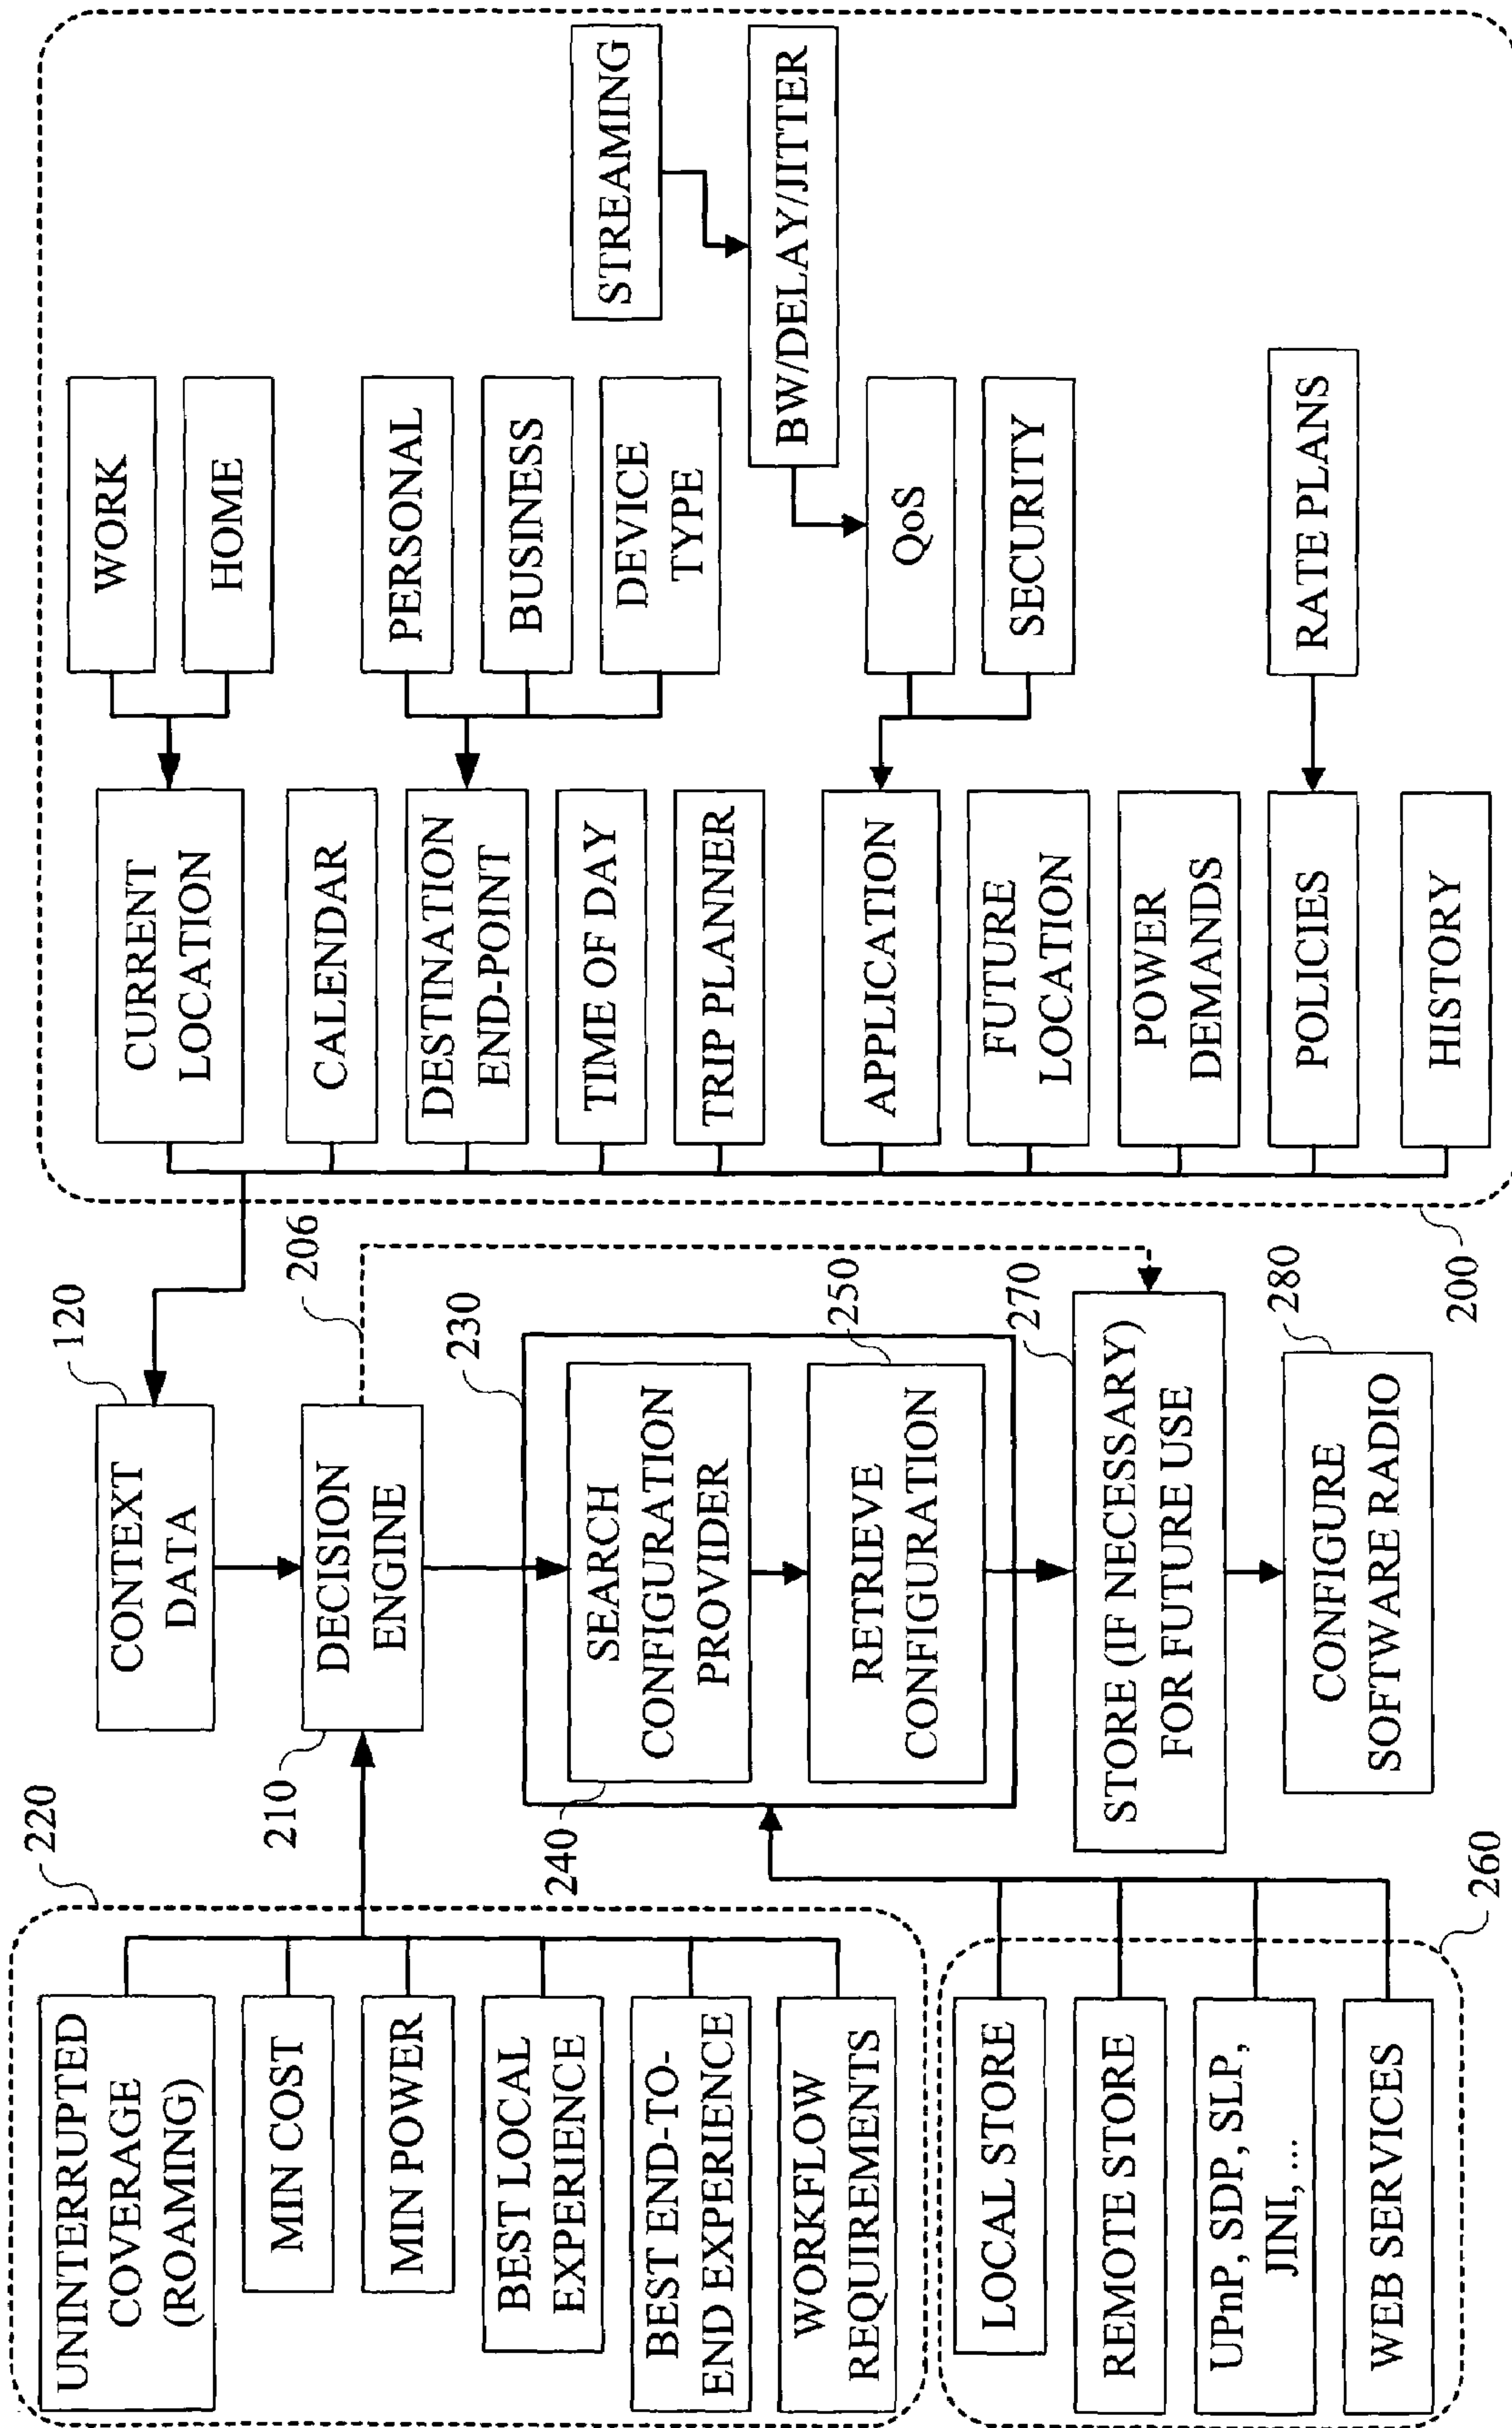 220
UNINTERRUPTED
COVERAGE
(ROAMING)
MIN COST
MIN POWER
BEST LOCAL
EXPERIENCE
BEST END-TO-
END EXPERIENCE
WORKFLOW
REQUIREMENTS
LOCAL STORE
REMOTE STORE
UPnP, SDP, SLP,
JINI, ...
WEB SERVICES
260
120
CONTEXT
DATA
210
DECISION
ENGINE
206
230
240
SEARCH
CONFIGURATION
PROVIDER
250
RETRIEVE
CONFIGURATION
270
STORE (IF NECESSARY)
FOR FUTURE USE
280
CONFIGURE
SOFTWARE RADIO
CURRENT
LOCATION
CALENDAR
DESTINATION
END-POINT
TIME OF DAY
TRIP PLANNER
APPLICATION
FUTURE
LOCATION
POWER
DEMANDS
POLICIES
HISTORY
200
WORK
HOME
PERSONAL
BUSINESS
DEVICE
TYPE
QoS
SECURITY
RATE PLANS
STREAMING
BW/DELAY/JITTER